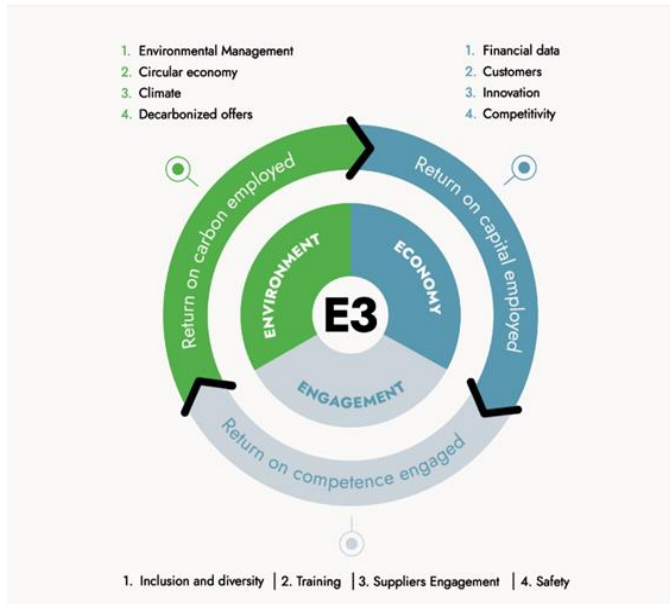 1. Environmental Management
2. Circular economy
3. Climate
4. Decarbonized offers
1. Financial data
2. Customers
3. Innovation
4. Competitivity
Return on carbon employed
Return on capital employed
ENVIRONMENT
ECONOMY
E3
ENGAGEMENT
Return on competence engaged
1. Inclusion and diversity | 2. Training | 3. Suppliers Engagement | 4. Safety